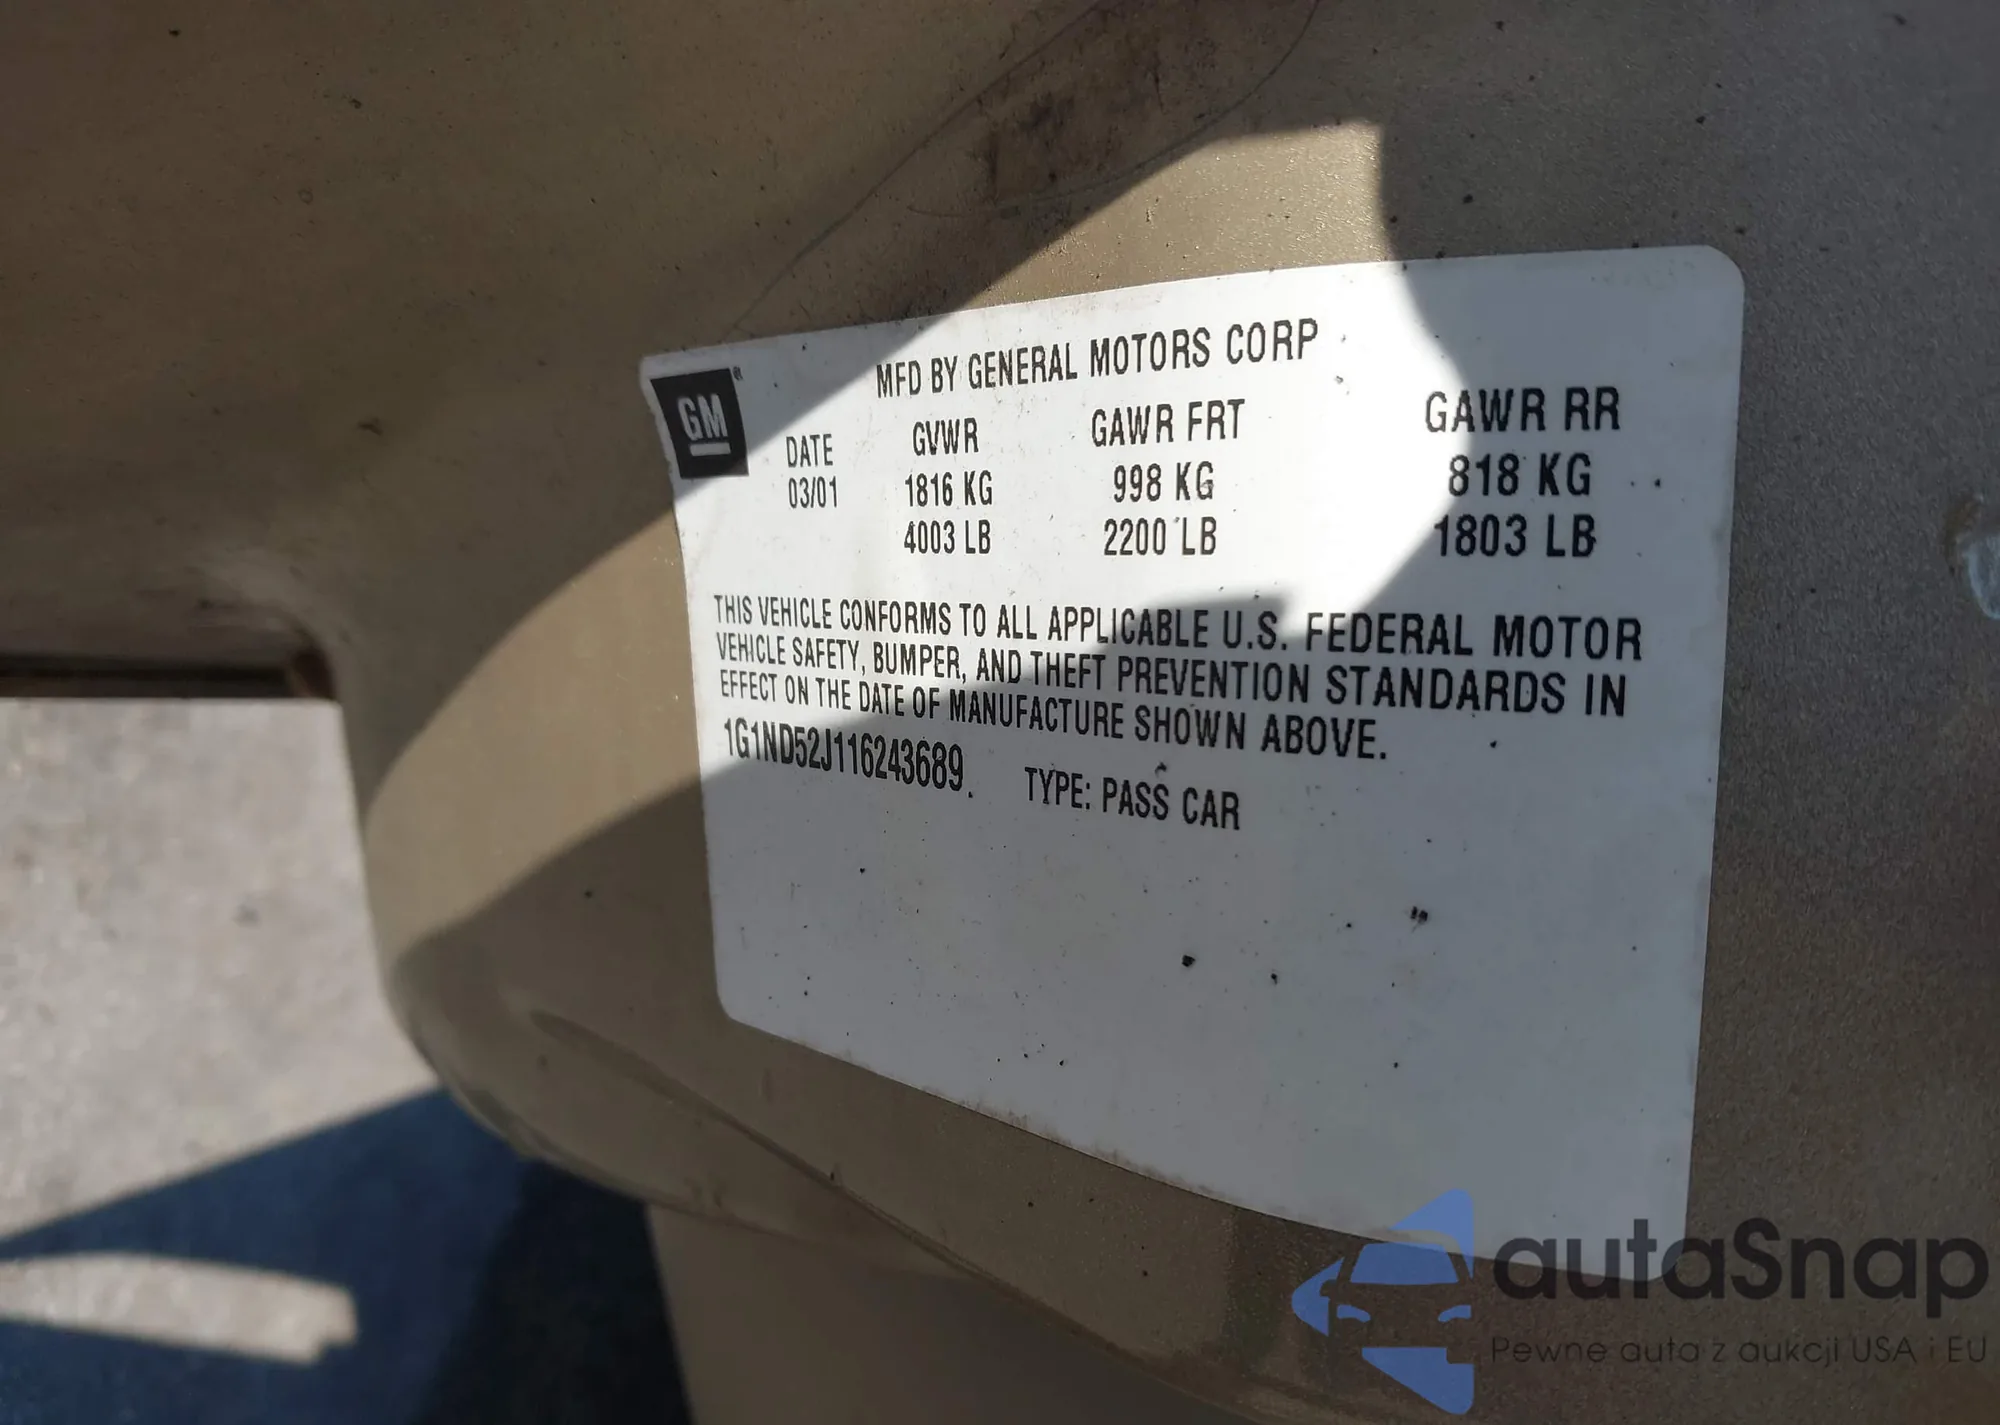 MFD BY GENERAL MOTORS CORP
GM
DATE GVWR GAWR FRT GAWR RR
03/01 1816 KG 998 KG 818 KG
4003 LB 2200 LB 1803 LB
THIS VEHICLE CONFORMS TO ALL APPLICABLE U.S. FEDERAL MOTOR
VEHICLE SAFETY, BUMPER, AND THEFT PREVENTION STANDARDS IN
EFFECT ON THE DATE OF MANUFACTURE SHOWN ABOVE.
1G1ND52J116243689. TYPE: PASS CAR
autaSnap
Pewne auta z aukcji USA i EU